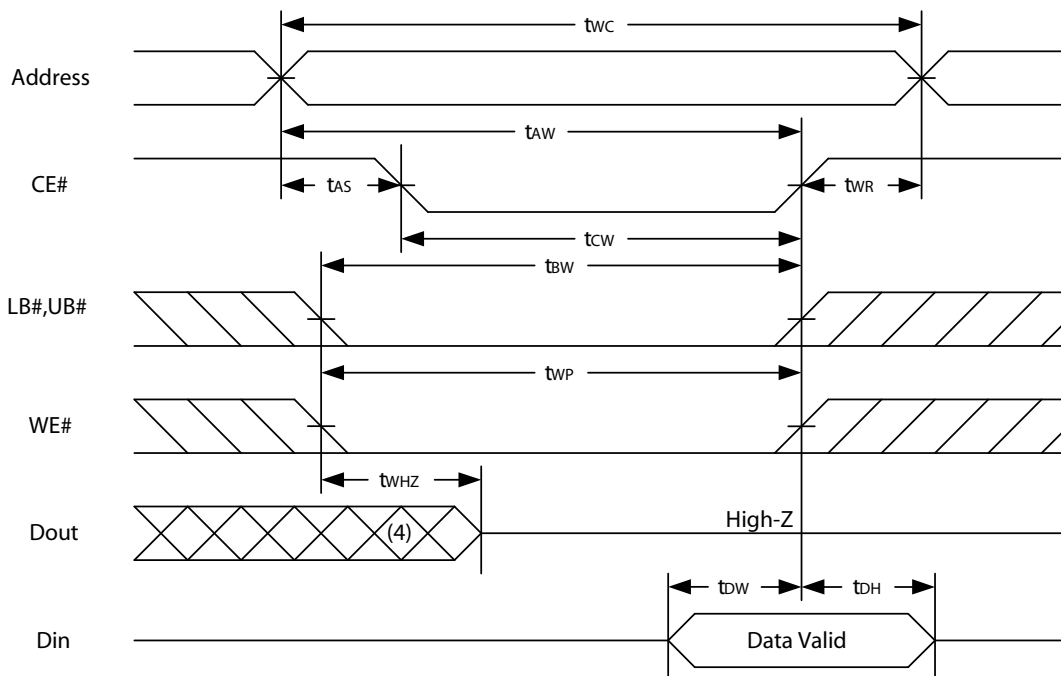 tWC
Address
tAW
CE#
tAS
tWR
tCW
tBW
LB#,UB#
tWP
WE#
tWHZ
Dout
(4)
High-Z
tDW
tDH
Din
Data Valid